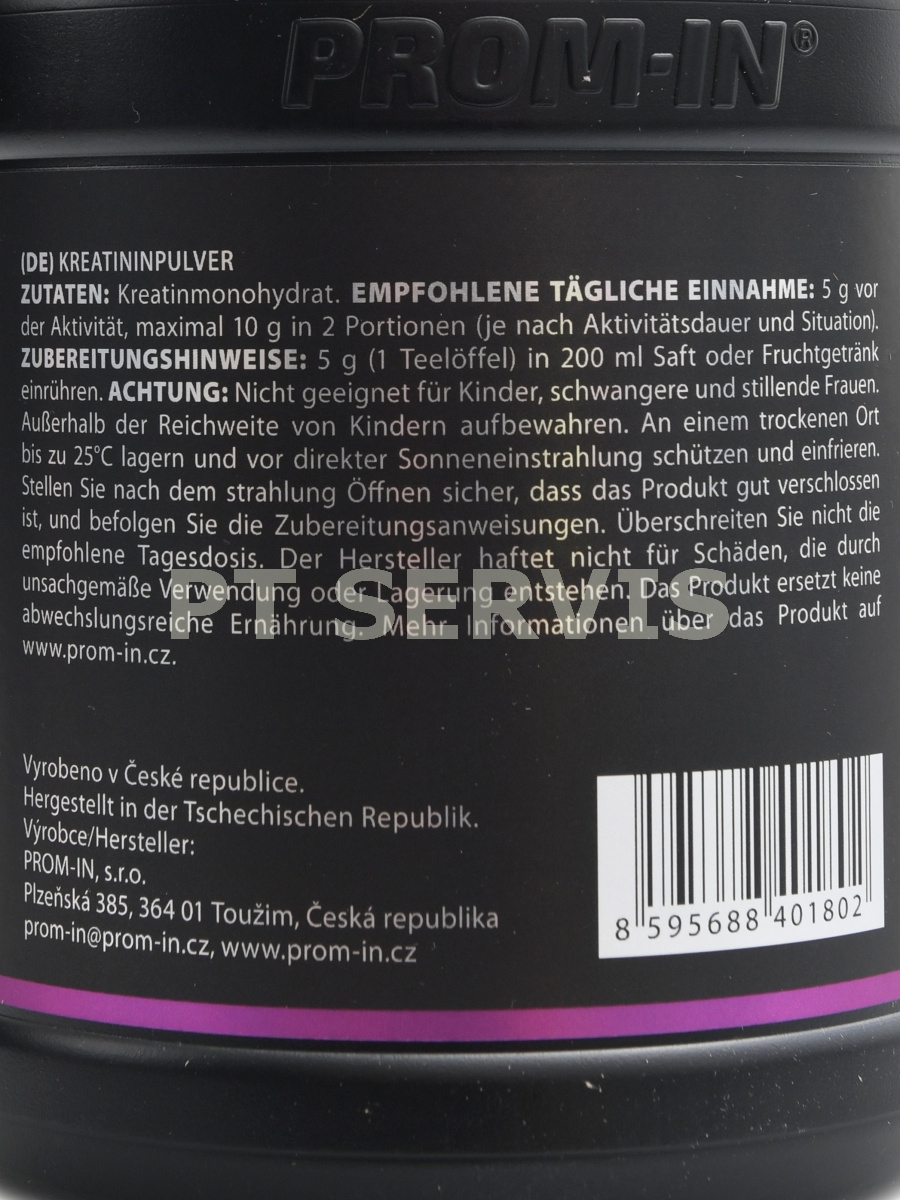 PROM-IN®
(DE) KREATININPULVER
ZUTATEN: Kreatinmonohydrat. EMPFOHLENE TÄGLICHE EINNAHME: 5 g vor
der Aktivität, maximal 10 g in 2 Portionen (je nach Aktivitätsdauer und Situation).
ZUBEREITUNGSHINWEISE: 5 g (1 Teelöffel) in 200 ml Saft oder Fruchtgetränk
einrühren. ACHTUNG: Nicht geeignet für Kinder, schwangere und stillende Frauen.
Außerhalb der Reichweite von Kindern aufbewahren. An einem trockenen Ort
bis zu 25°C lagern und vor direkter Sonneneinstrahlung schützen und einfrieren.
Stellen Sie nach dem strahlung Öffnen sicher, dass das Produkt gut verschlossen
ist, und befolgen Sie die Zubereitungsanweisungen. Überschreiten Sie nicht die
empfohlene Tagesdosis. Der Hersteller haftet nicht für Schäden, die durch
unsachgemäße Verwendung oder Lagerung entstehen. Das Produkt ersetzt keine
abwechslungsreiche Ernährung. Mehr Informationen über das Produkt auf
www.prom-in.cz.
PT SERVIS
Vyrobeno v České republice.
Hergestellt in der Tschechischen Republik.
Výrobce/Hersteller:
PROM-IN, s.r.o.
Plzeňská 385, 364 01 Toužim, Česká republika
prom-in@prom-in.cz, www.prom-in.cz
8 595688 401802